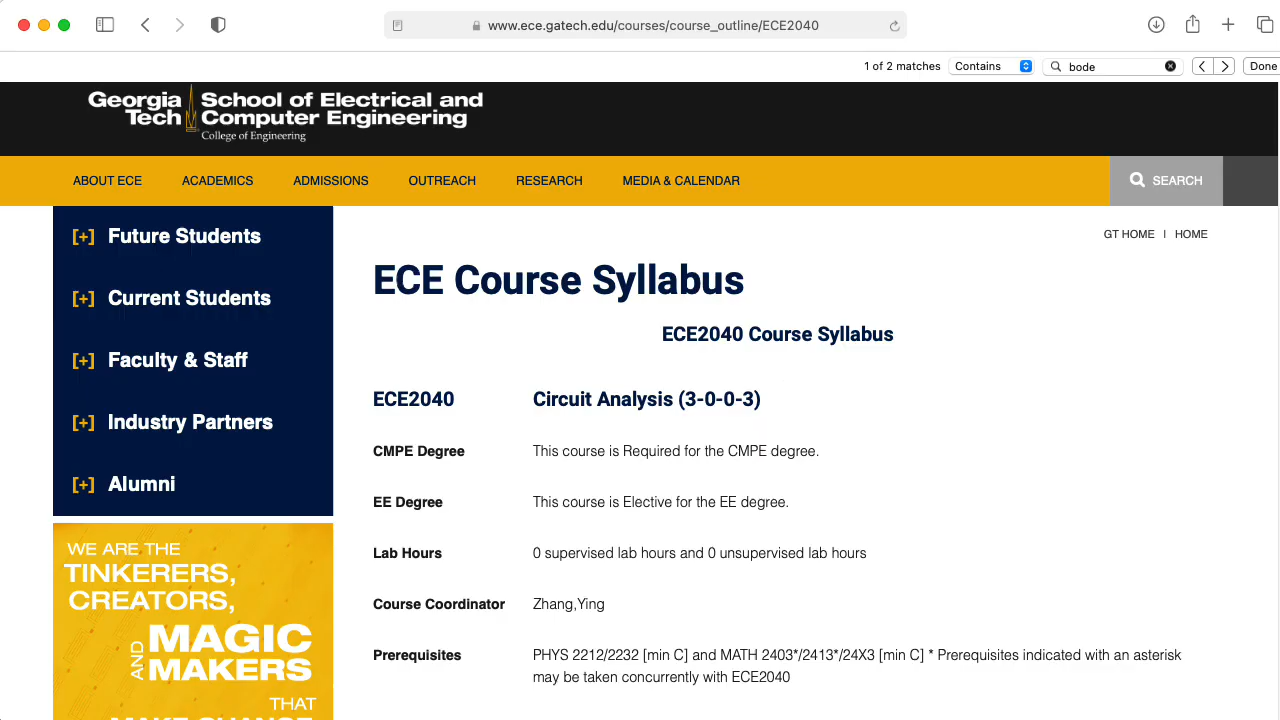 www.ece.gatech.edu/courses/course_outline/ECE2040
1 of 2 matches Contains bode Done
Georgia Tech School of Electrical and Computer Engineering
College of Engineering
ABOUT ECE ACADEMICS ADMISSIONS OUTREACH RESEARCH MEDIA & CALENDAR SEARCH
[+] Future Students
[+] Current Students
[+] Faculty & Staff
[+] Industry Partners
[+] Alumni
WE ARE THE
TINKERERS,
CREATORS,
AND MAGIC
MAKERS
THAT
MAKE CHANGE
GT HOME | HOME
ECE Course Syllabus
ECE2040 Course Syllabus
ECE2040 Circuit Analysis (3-0-0-3)
CMPE Degree This course is Required for the CMPE degree.
EE Degree This course is Elective for the EE degree.
Lab Hours 0 supervised lab hours and 0 unsupervised lab hours
Course Coordinator Zhang,Ying
Prerequisites PHYS 2212/2232 [min C] and MATH 2403*/2413*/24X3 [min C] * Prerequisites indicated with an asterisk
may be taken concurrently with ECE2040